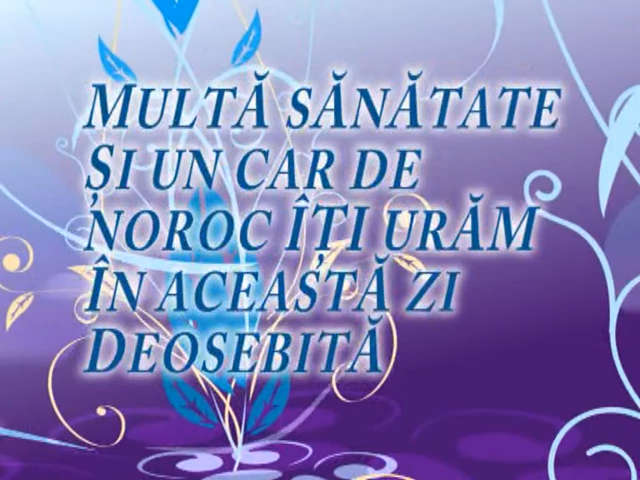 MULTĂ SĂNĂTATE
ȘI UN CAR DE
NOROC ÎȚI URĂM
ÎN ACEASTĂ ZI
DEOSEBITĂ